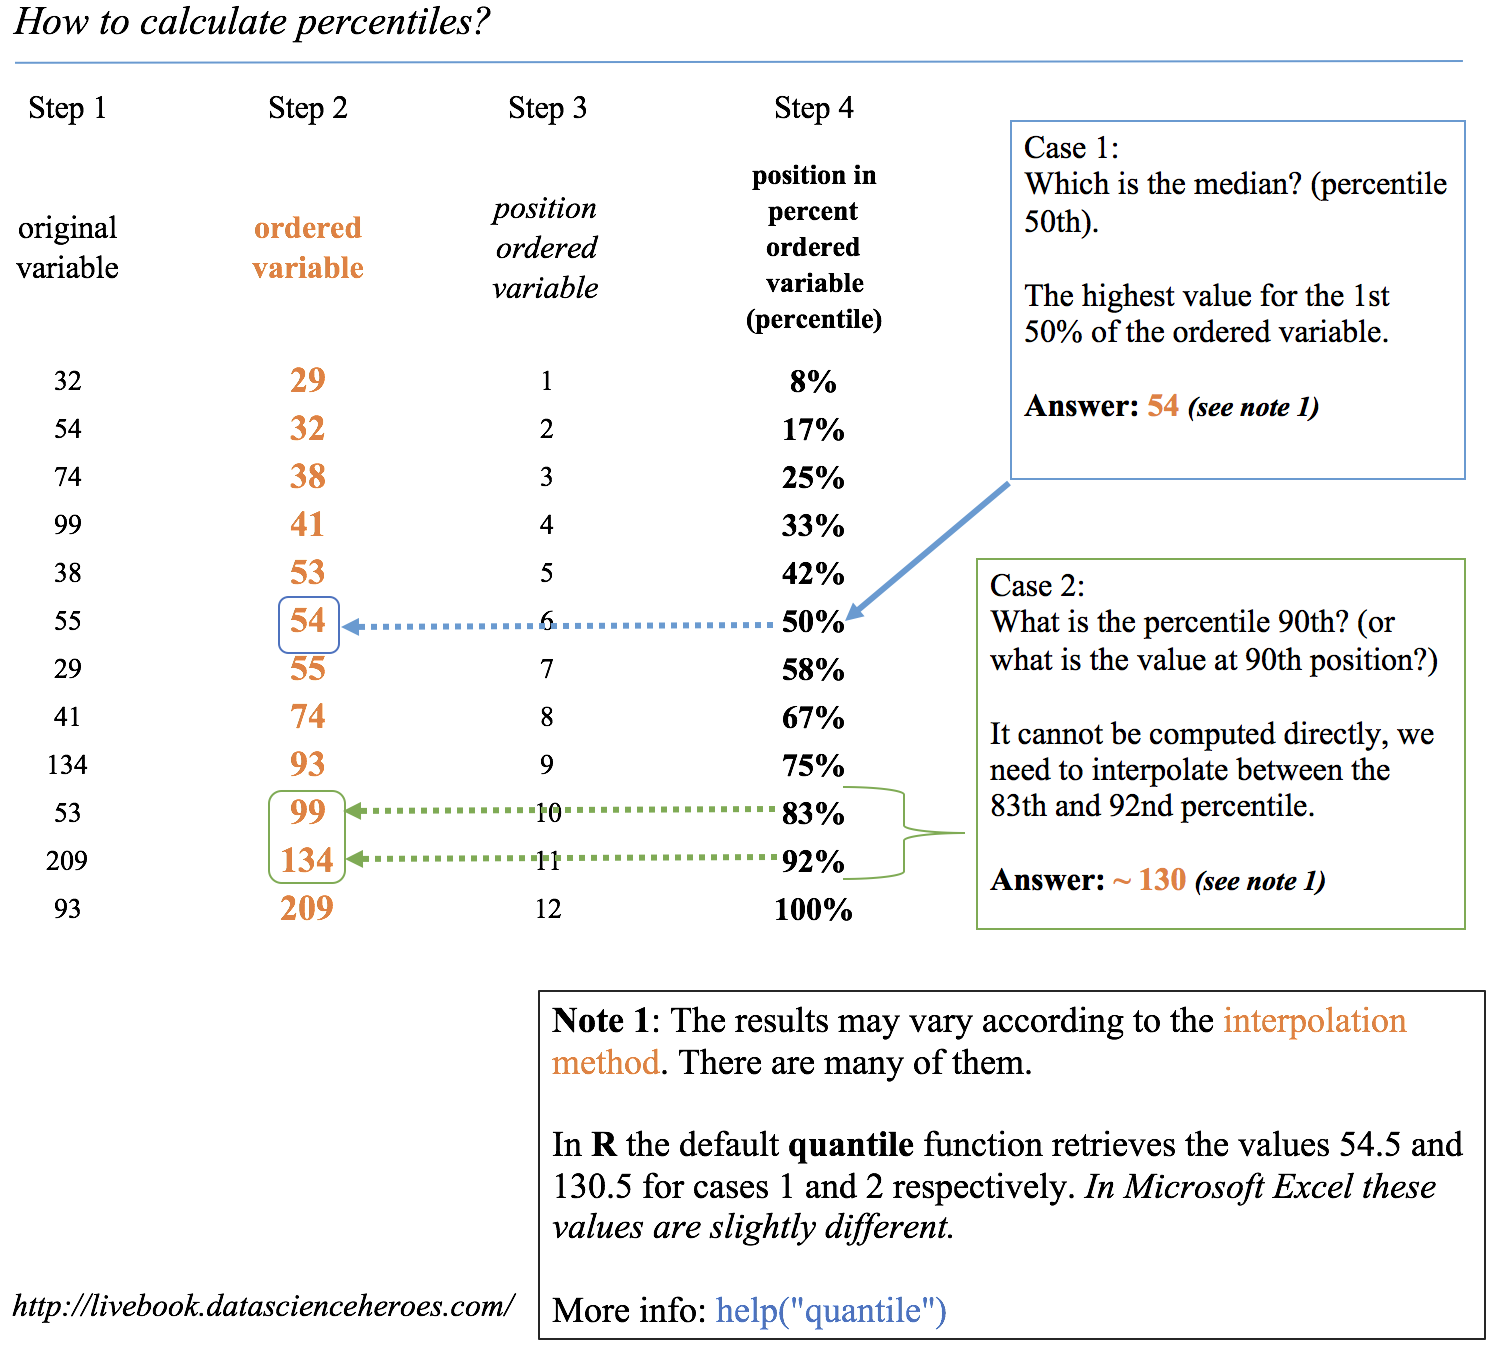 How to calculate percentiles?
Step 1 Step 2 Step 3 Step 4
original
variable
ordered
variable
position
ordered
variable
position in
percent
ordered
variable
(percentile)
32 29 1 8%
54 32 2 17%
74 38 3 25%
99 41 4 33%
38 53 5 42%
55 54 6 50%
29 55 7 58%
41 74 8 67%
134 93 9 75%
53 99 10 83%
209 134 11 92%
93 209 12 100%
Case 1:
Which is the median? (percentile
50th).
The highest value for the 1st
50% of the ordered variable.
Answer: 54 (see note 1)
Case 2:
What is the percentile 90th? (or
what is the value at 90th position?)
It cannot be computed directly, we
need to interpolate between the
83th and 92nd percentile.
Answer: ~ 130 (see note 1)
Note 1: The results may vary according to the interpolation
method. There are many of them.
In R the default quantile function retrieves the values 54.5 and
130.5 for cases 1 and 2 respectively. In Microsoft Excel these
values are slightly different.
More info: help("quantile")
http://livebook.datascienceheroes.com/